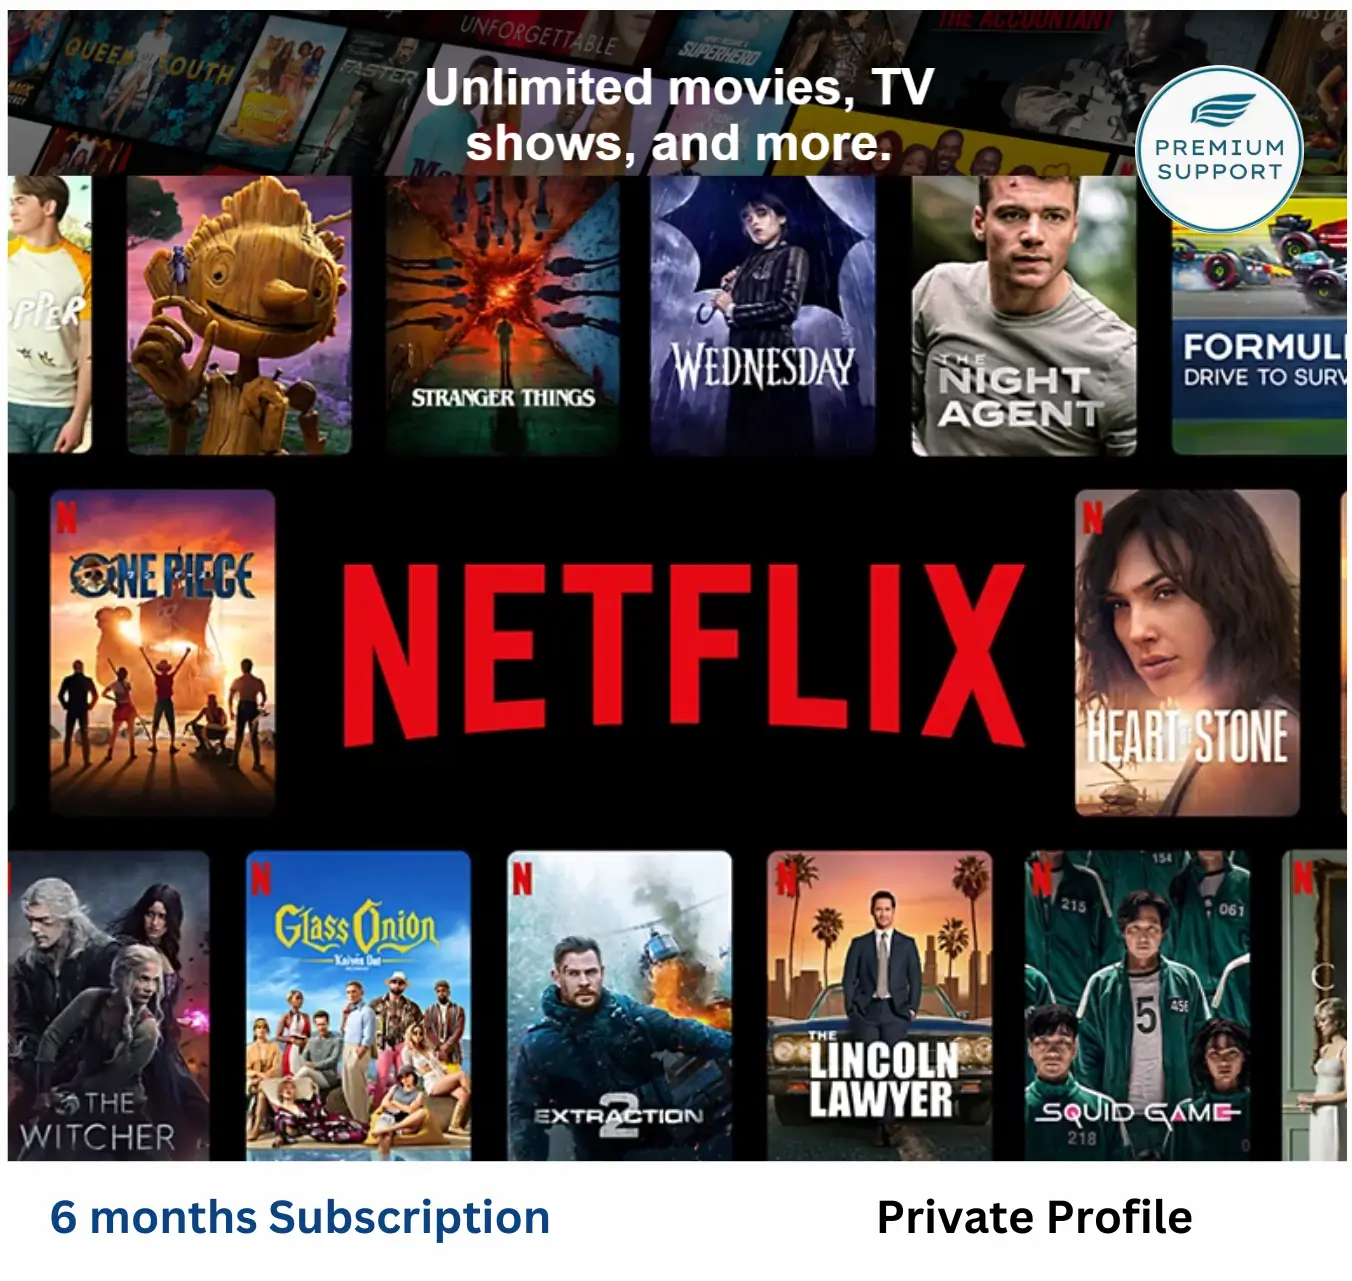 UNFORGETTABLE
THE ACCOUNTANT
QUEEN SOUTH
FASTER
SUPERHERO
Unlimited movies, TV
shows, and more.
PREMIUM
SUPPORT
STRANGER THINGS
WEDNESDAY
THE
NIGHT
AGENT
FORMUL
DRIVE TO SURV
N
ONE PIECE
NETFLIX
N
HEART OF STONE
THE
WITCHER
N
Glass Onion
Knives Out
N
EXTRACTION
2
N
THE
LINCOLN
LAWYER
N
154
215
061
5
456
SQUID GAME
218
N
6 months Subscription
Private Profile